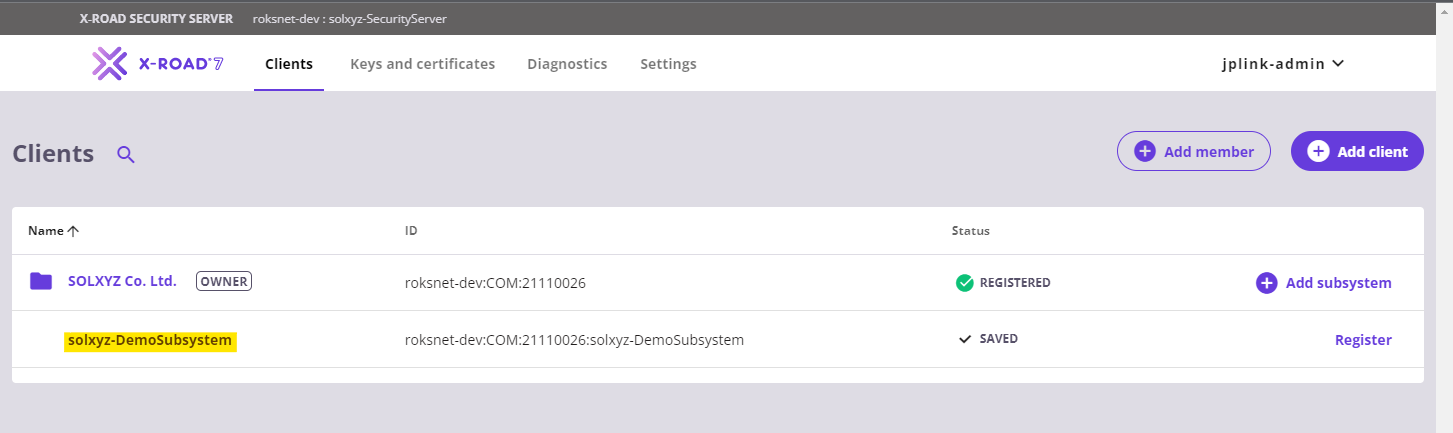 X-ROAD SECURITY SERVER roksnet-dev : solxyz-SecurityServer
X-ROAD® 7 Clients Keys and certificates Diagnostics Settings jplink-admin
Clients Add member Add client
Name ID Status
SOLXYZ Co. Ltd. OWNER roksnet-dev:COM:21110026 REGISTERED Add subsystem
solxyz-DemoSubsystem roksnet-dev:COM:21110026:solxyz-DemoSubsystem SAVED Register